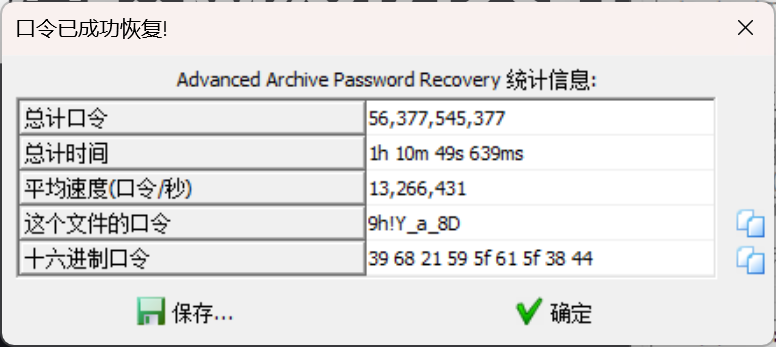 口令已成功恢复!
Advanced Archive Password Recovery 统计信息:
总计口令 56,377,545,377
总计时间 1h 10m 49s 639ms
平均速度(口令/秒) 13,266,431
这个文件的口令 9h!Y_a_8D
十六进制口令 39 68 21 59 5f 61 5f 38 44
保存... 确定